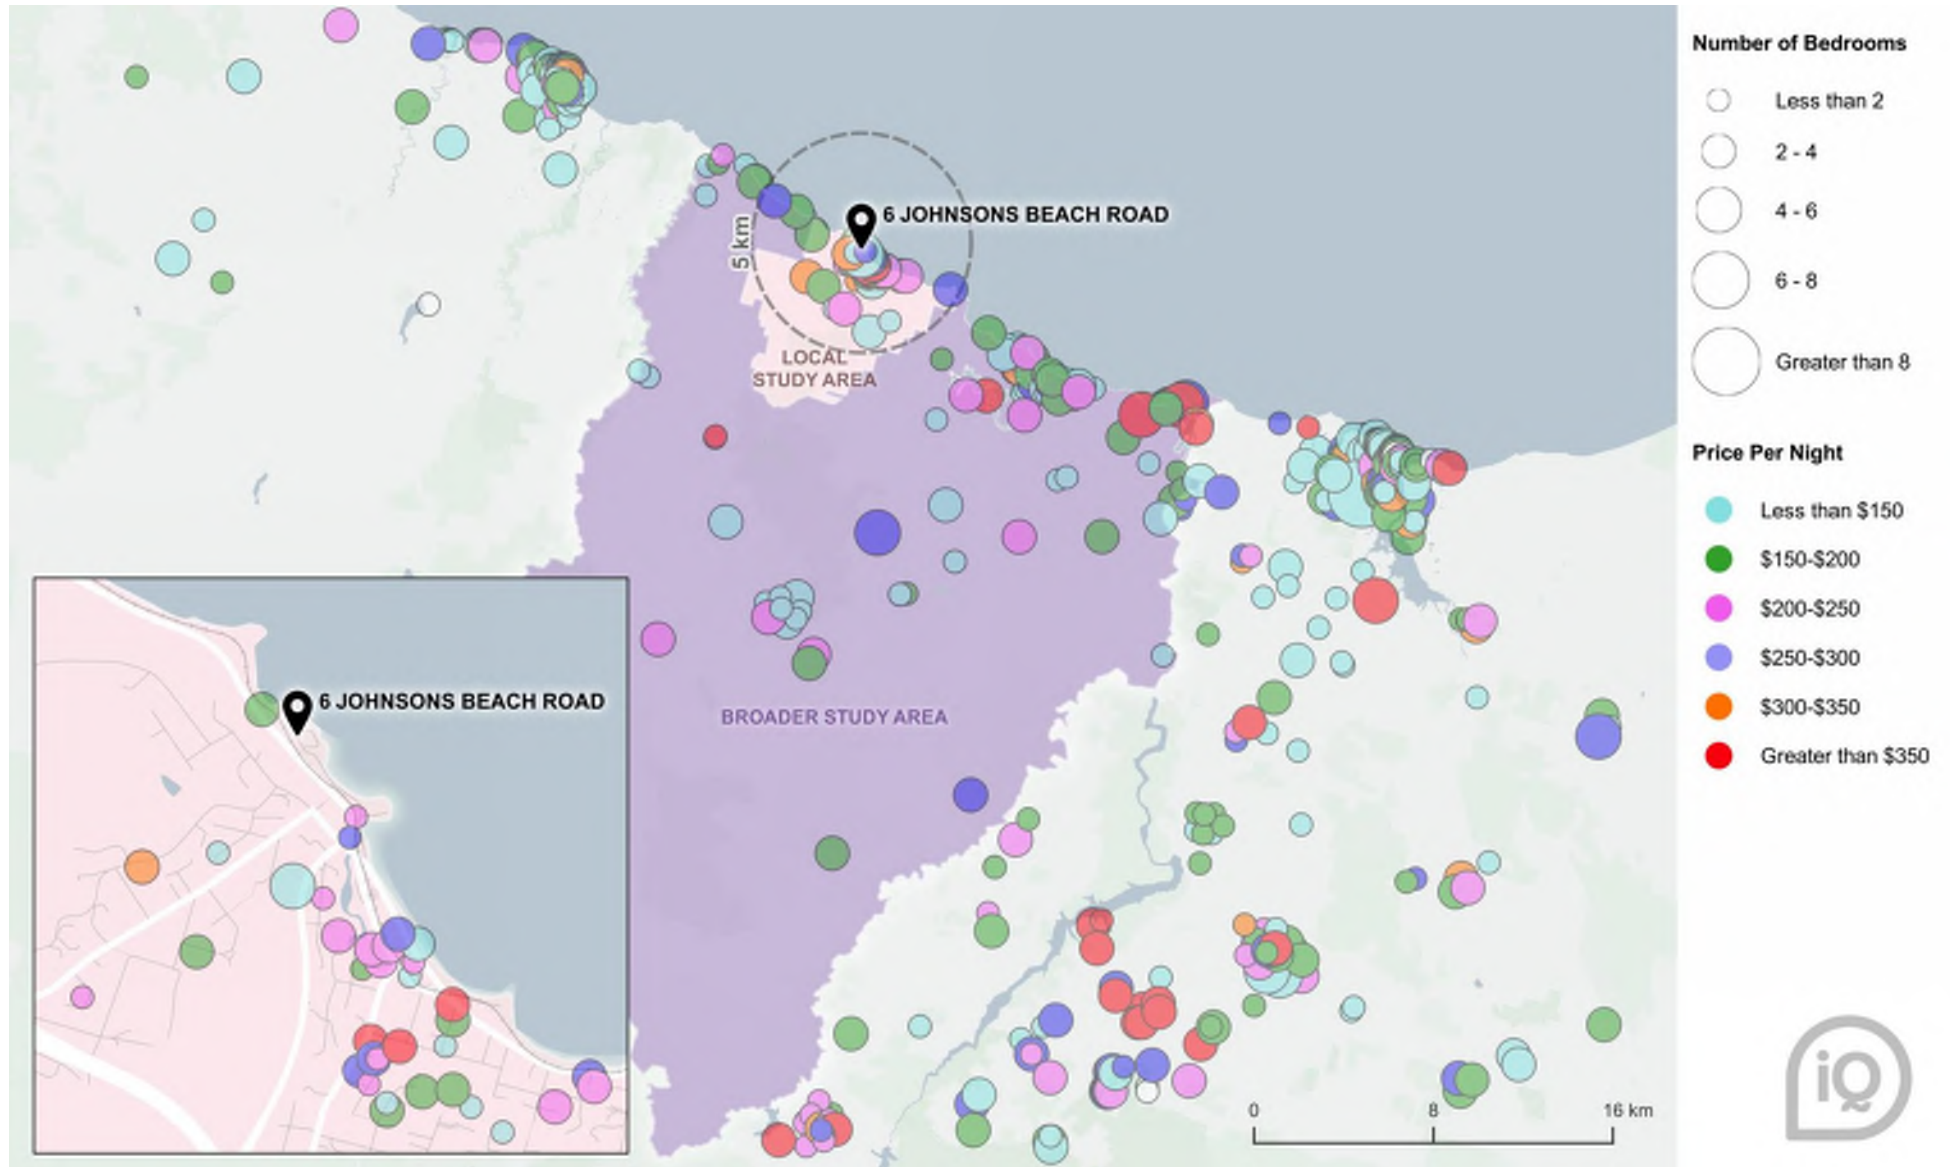 Number of Bedrooms
Less than 2
2 - 4
4 - 6
6 - 8
Greater than 8
Price Per Night
Less than $150
$150-$200
$200-$250
$250-$300
$300-$350
Greater than $350
6 JOHNSONS BEACH ROAD
5 km
LOCAL
STUDY AREA
BROADER STUDY AREA
6 JOHNSONS BEACH ROAD
0 8 16 km
iQ